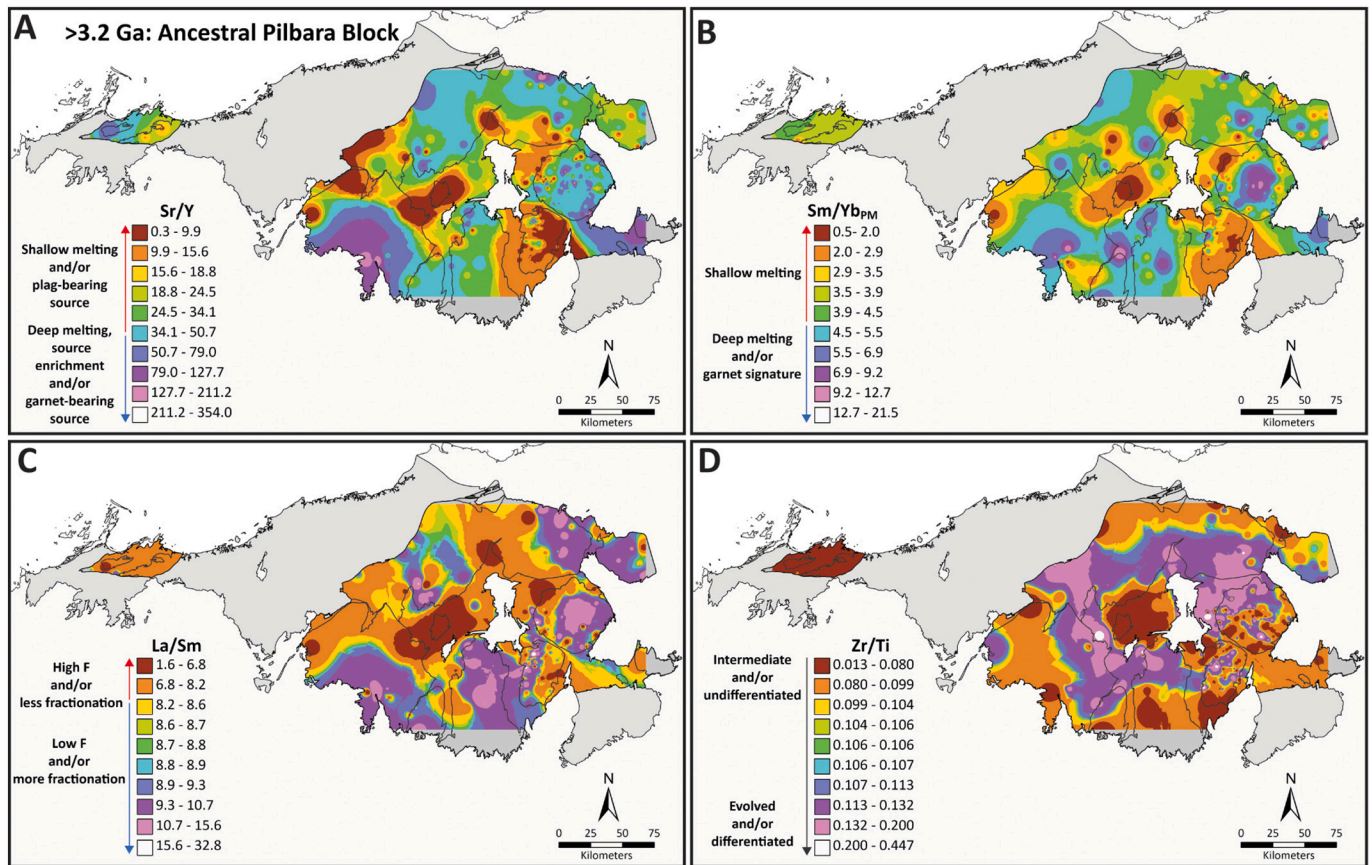 A
>3.2 Ga: Ancestral Pilbara Block
Sr/Y
0.3 - 9.9
9.9 - 15.6
15.6 - 18.8
18.8 - 24.5
24.5 - 34.1
34.1 - 50.7
50.7 - 79.0
79.0 - 127.7
127.7 - 211.2
211.2 - 354.0
Shallow melting
and/or
plag-bearing
source
Deep melting,
source
enrichment
and/or
garnet-bearing
source
N
0 25 50 75
Kilometers
B
Sm/YbPM
0.5 - 2.0
2.0 - 2.9
2.9 - 3.5
3.5 - 3.9
3.9 - 4.5
4.5 - 5.5
5.5 - 6.9
6.9 - 9.2
9.2 - 12.7
12.7 - 21.5
Shallow melting
Deep melting
and/or
garnet signature
N
0 25 50 75
Kilometers
C
La/Sm
1.6 - 6.8
6.8 - 8.2
8.2 - 8.6
8.6 - 8.7
8.7 - 8.8
8.8 - 8.9
8.9 - 9.3
9.3 - 10.7
10.7 - 15.6
15.6 - 32.8
High F
and/or
less fractionation
Low F
and/or
more fractionation
N
0 25 50 75
Kilometers
D
Zr/Ti
0.013 - 0.080
0.080 - 0.099
0.099 - 0.104
0.104 - 0.106
0.106 - 0.106
0.106 - 0.107
0.107 - 0.113
0.113 - 0.132
0.132 - 0.200
0.200 - 0.447
Intermediate
and/or
undifferentiated
Evolved
and/or
differentiated
N
0 25 50 75
Kilometers